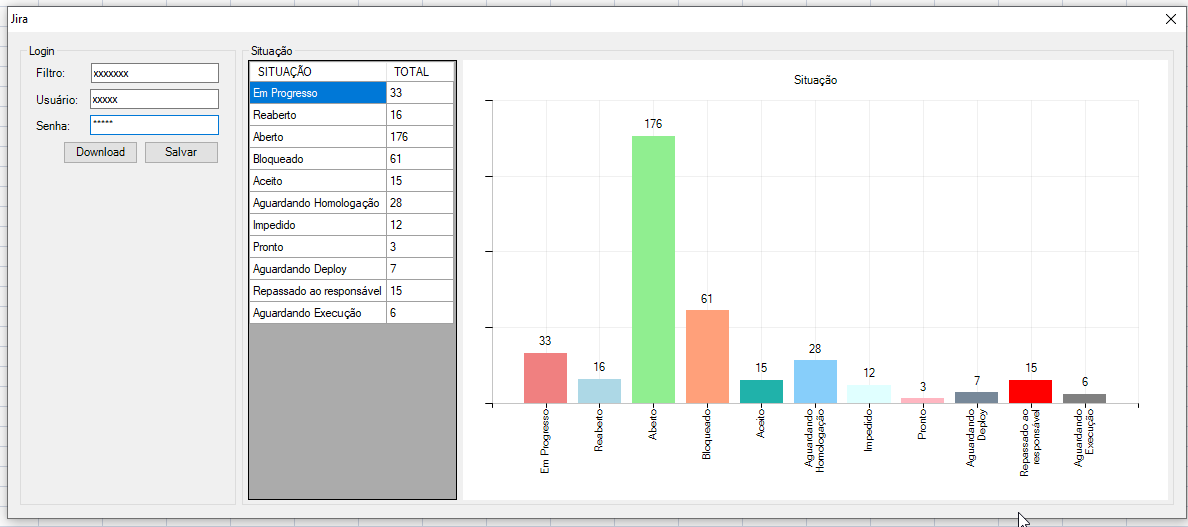 Jira
Login
Filtro: xxxxxxx
Usuário: xxxxx
Senha: *****
Download Salvar
Situação
SITUAÇÃO TOTAL
Em Progresso 33
Reaberto 16
Aberto 176
Bloqueado 61
Aceito 15
Aguardando Homologação 28
Impedido 12
Pronto 3
Aguardando Deploy 7
Repassado ao responsável 15
Aguardando Execução 6
Situação
33
16
176
61
15
28
12
3
7
15
6
Em Progresso
Reaberto
Aberto
Bloqueado
Aceito
Aguardando
Homologação
Impedido
Pronto
Aguardando
Deploy
Repassado ao
responsável
Aguardando
Execução